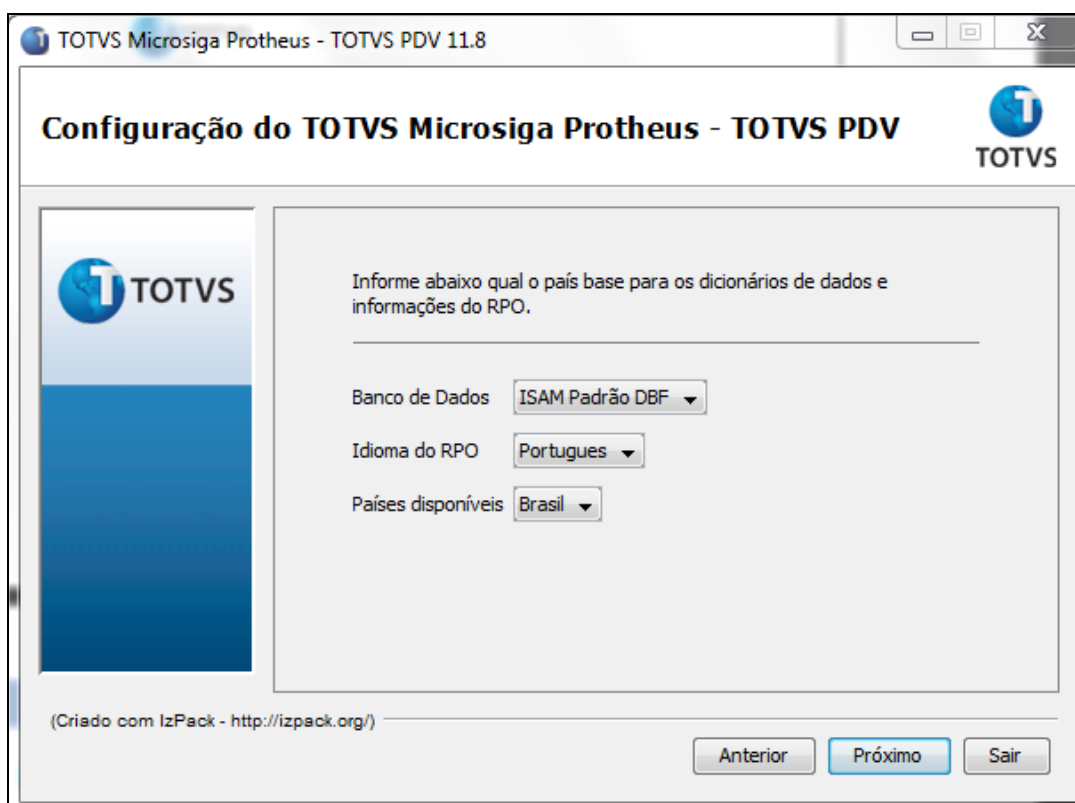 TOTVS Microsiga Protheus - TOTVS PDV 11.8
Configuração do TOTVS Microsiga Protheus - TOTVS PDV
TOTVS
TOTVS
Informe abaixo qual o país base para os dicionários de dados e
informações do RPO.
Banco de Dados ISAM Padrão DBF
Idioma do RPO Portugues
Países disponíveis Brasil
(Criado com IzPack - http://izpack.org/)
Anterior Próximo Sair